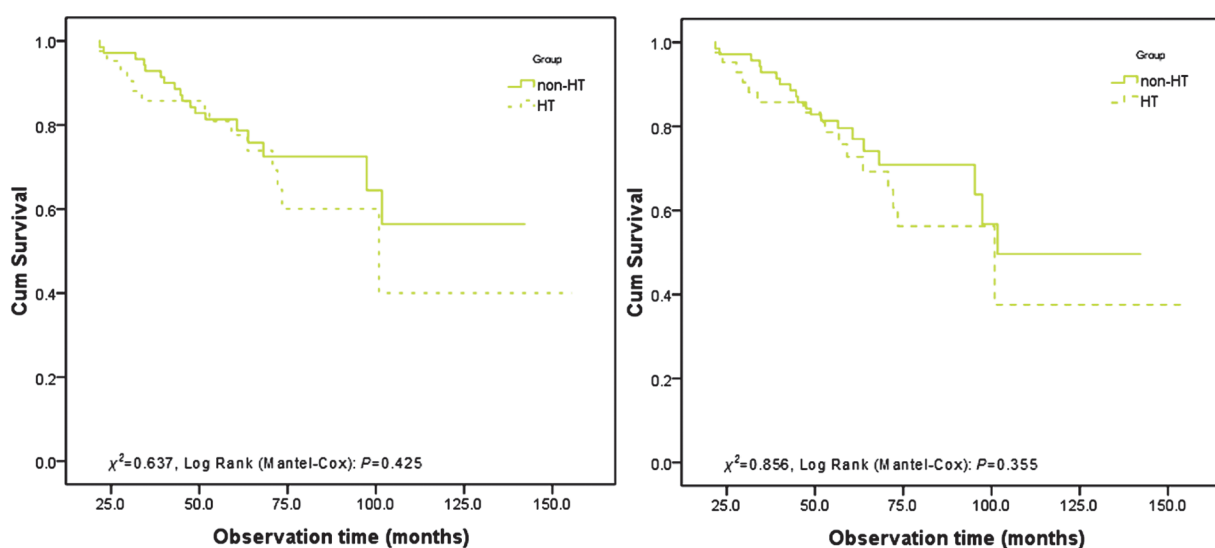 Group
non-HT
HT
1.0
0.8
0.6
0.4
0.2
0.0
Cum Survival
χ²=0.637, Log Rank (Mantel-Cox): P=0.425
25.0 50.0 75.0 100.0 125.0 150.0
Observation time (months)
Group
non-HT
HT
1.0
0.8
0.6
0.4
0.2
0.0
Cum Survival
χ²=0.856, Log Rank (Mantel-Cox): P=0.355
25.0 50.0 75.0 100.0 125.0 150.0
Observation time (months)